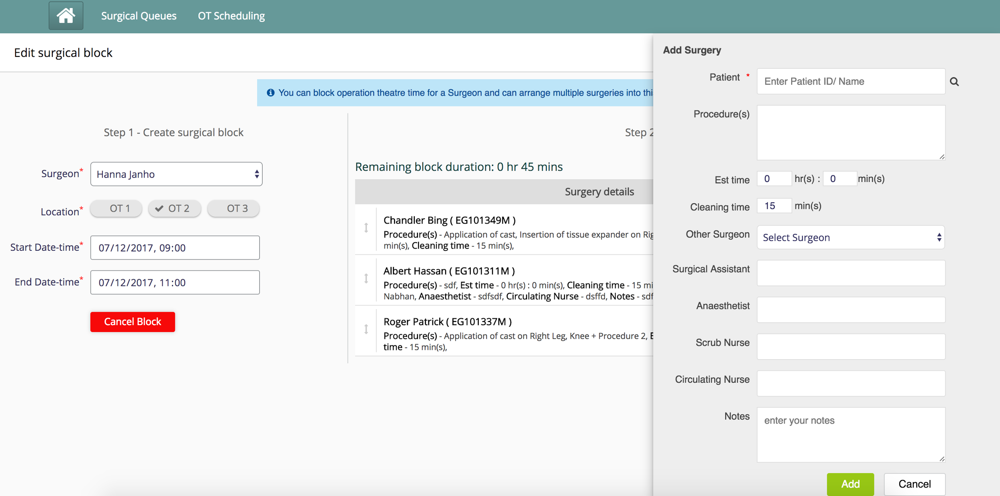 Surgical Queues OT Scheduling
Edit surgical block
You can block operation theatre time for a Surgeon and can arrange multiple surgeries into thi
Step 1 - Create surgical block
Surgeon* Hanna Janho
Location* OT 1 OT 2 OT 3
Start Date-time* 07/12/2017, 09:00
End Date-time* 07/12/2017, 11:00
Cancel Block
Step 2
Remaining block duration: 0 hr 45 mins
Surgery details
Chandler Bing ( EG101349M )
Procedure(s) - Application of cast, Insertion of tissue expander on Rig
min(s), Cleaning time - 15 min(s),
Albert Hassan ( EG101311M )
Procedure(s) - sdf, Est time - 0 hr(s) : 0 min(s), Cleaning time - 15 mi
Nabhan, Anaesthetist - sdfsdf, Circulating Nurse - dsffd, Notes - sdf
Roger Patrick ( EG101337M )
Procedure(s) - Application of cast on Right Leg, Knee + Procedure 2, E
time - 15 min(s),
Add Surgery
Patient * Enter Patient ID/ Name
Procedure(s)
Est time 0 hr(s) : 0 min(s)
Cleaning time 15 min(s)
Other Surgeon Select Surgeon
Surgical Assistant
Anaesthetist
Scrub Nurse
Circulating Nurse
Notes enter your notes
Add Cancel